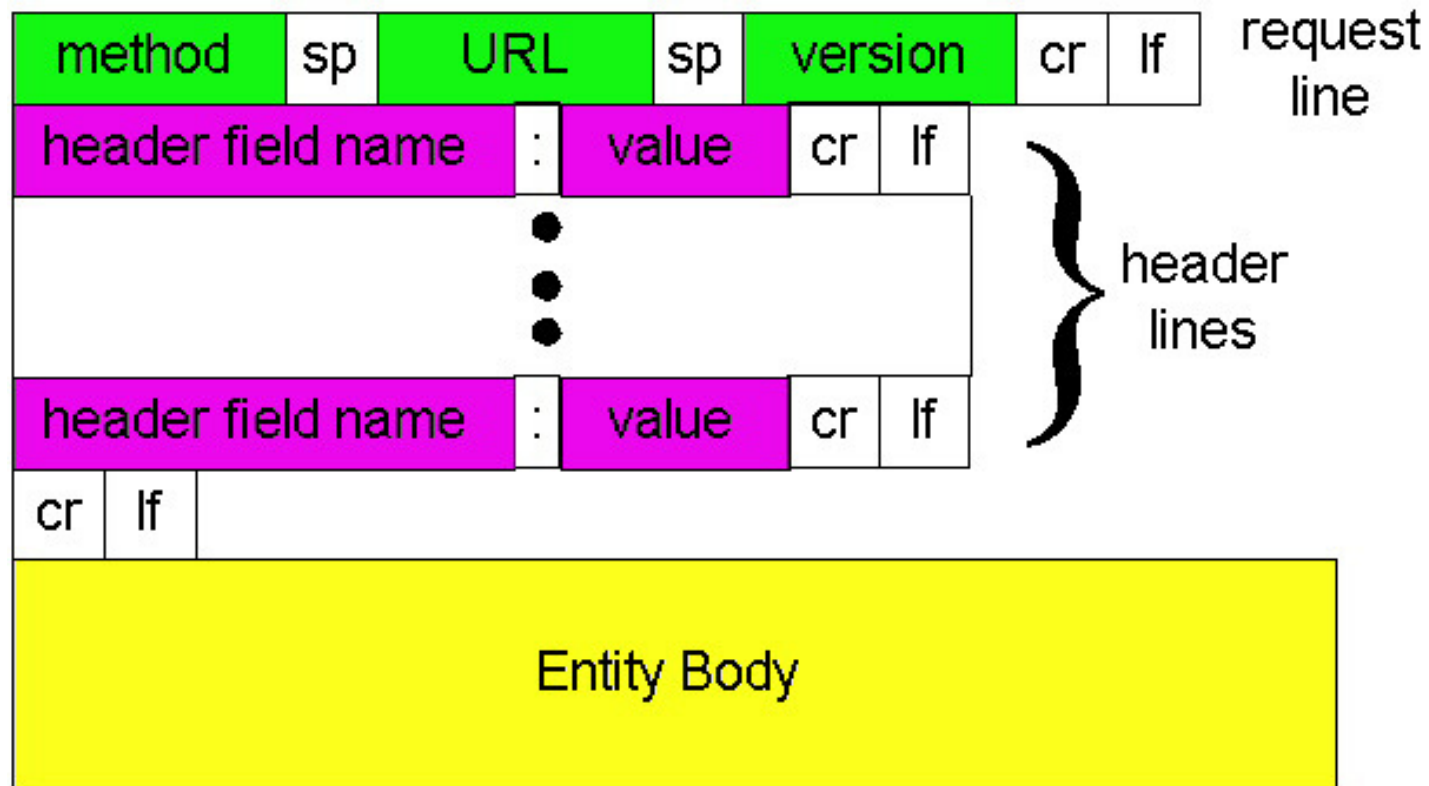 method sp URL sp version cr lf request line
header field name : value cr lf
header lines
header field name : value cr lf
cr lf
Entity Body